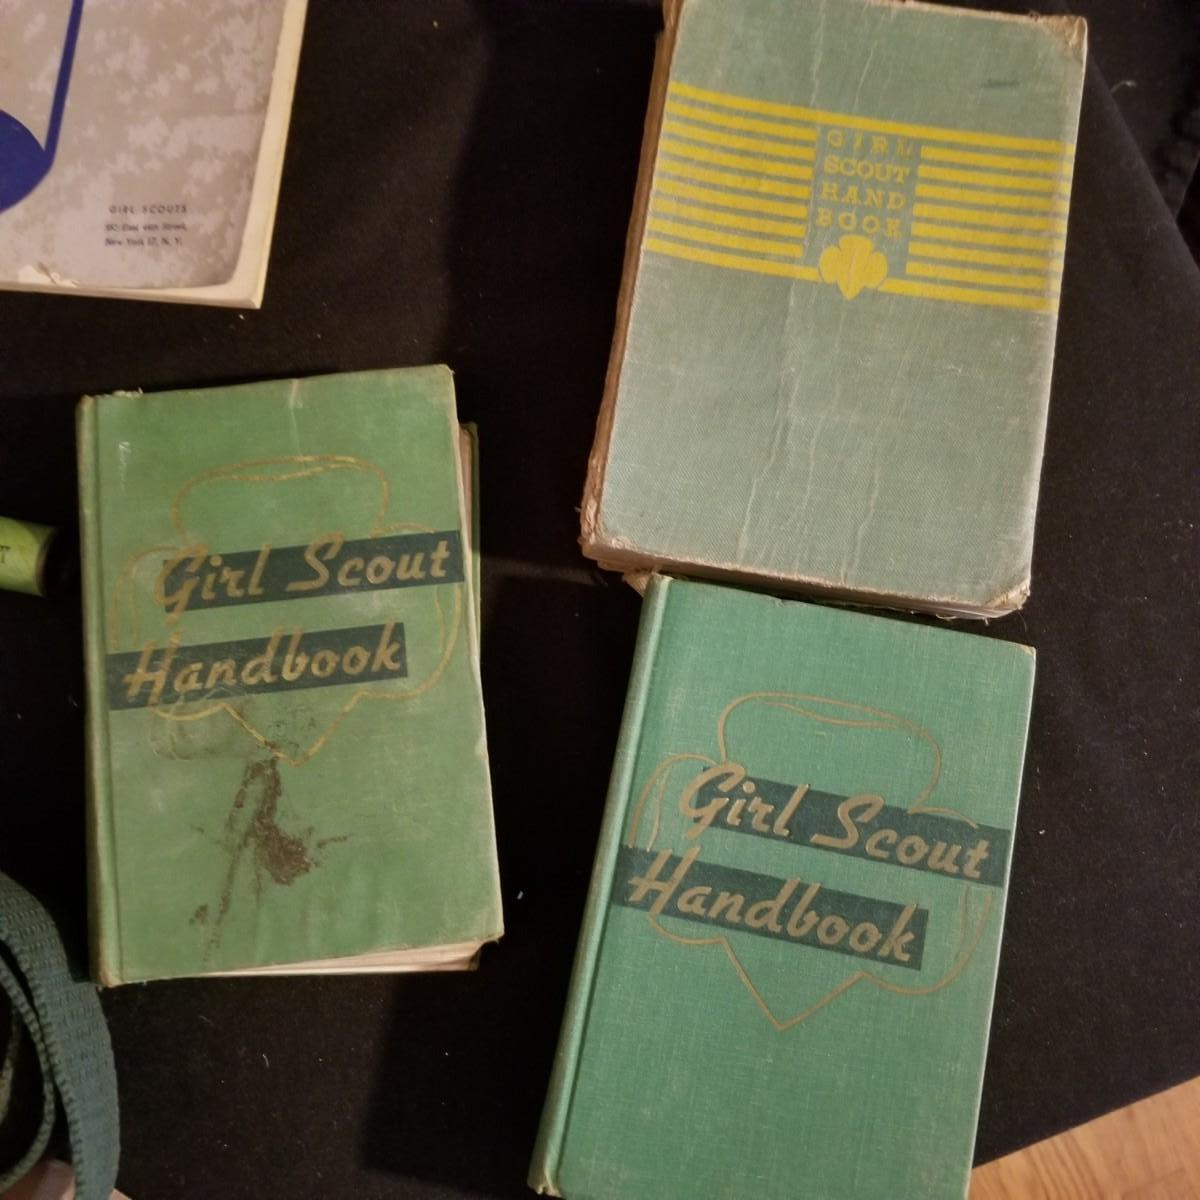 GIRL SCOUTS
New York 17, N. Y.
GIRL
SCOUT
HAND
BOOK
Girl Scout
Handbook
Girl Scout
Handbook
T